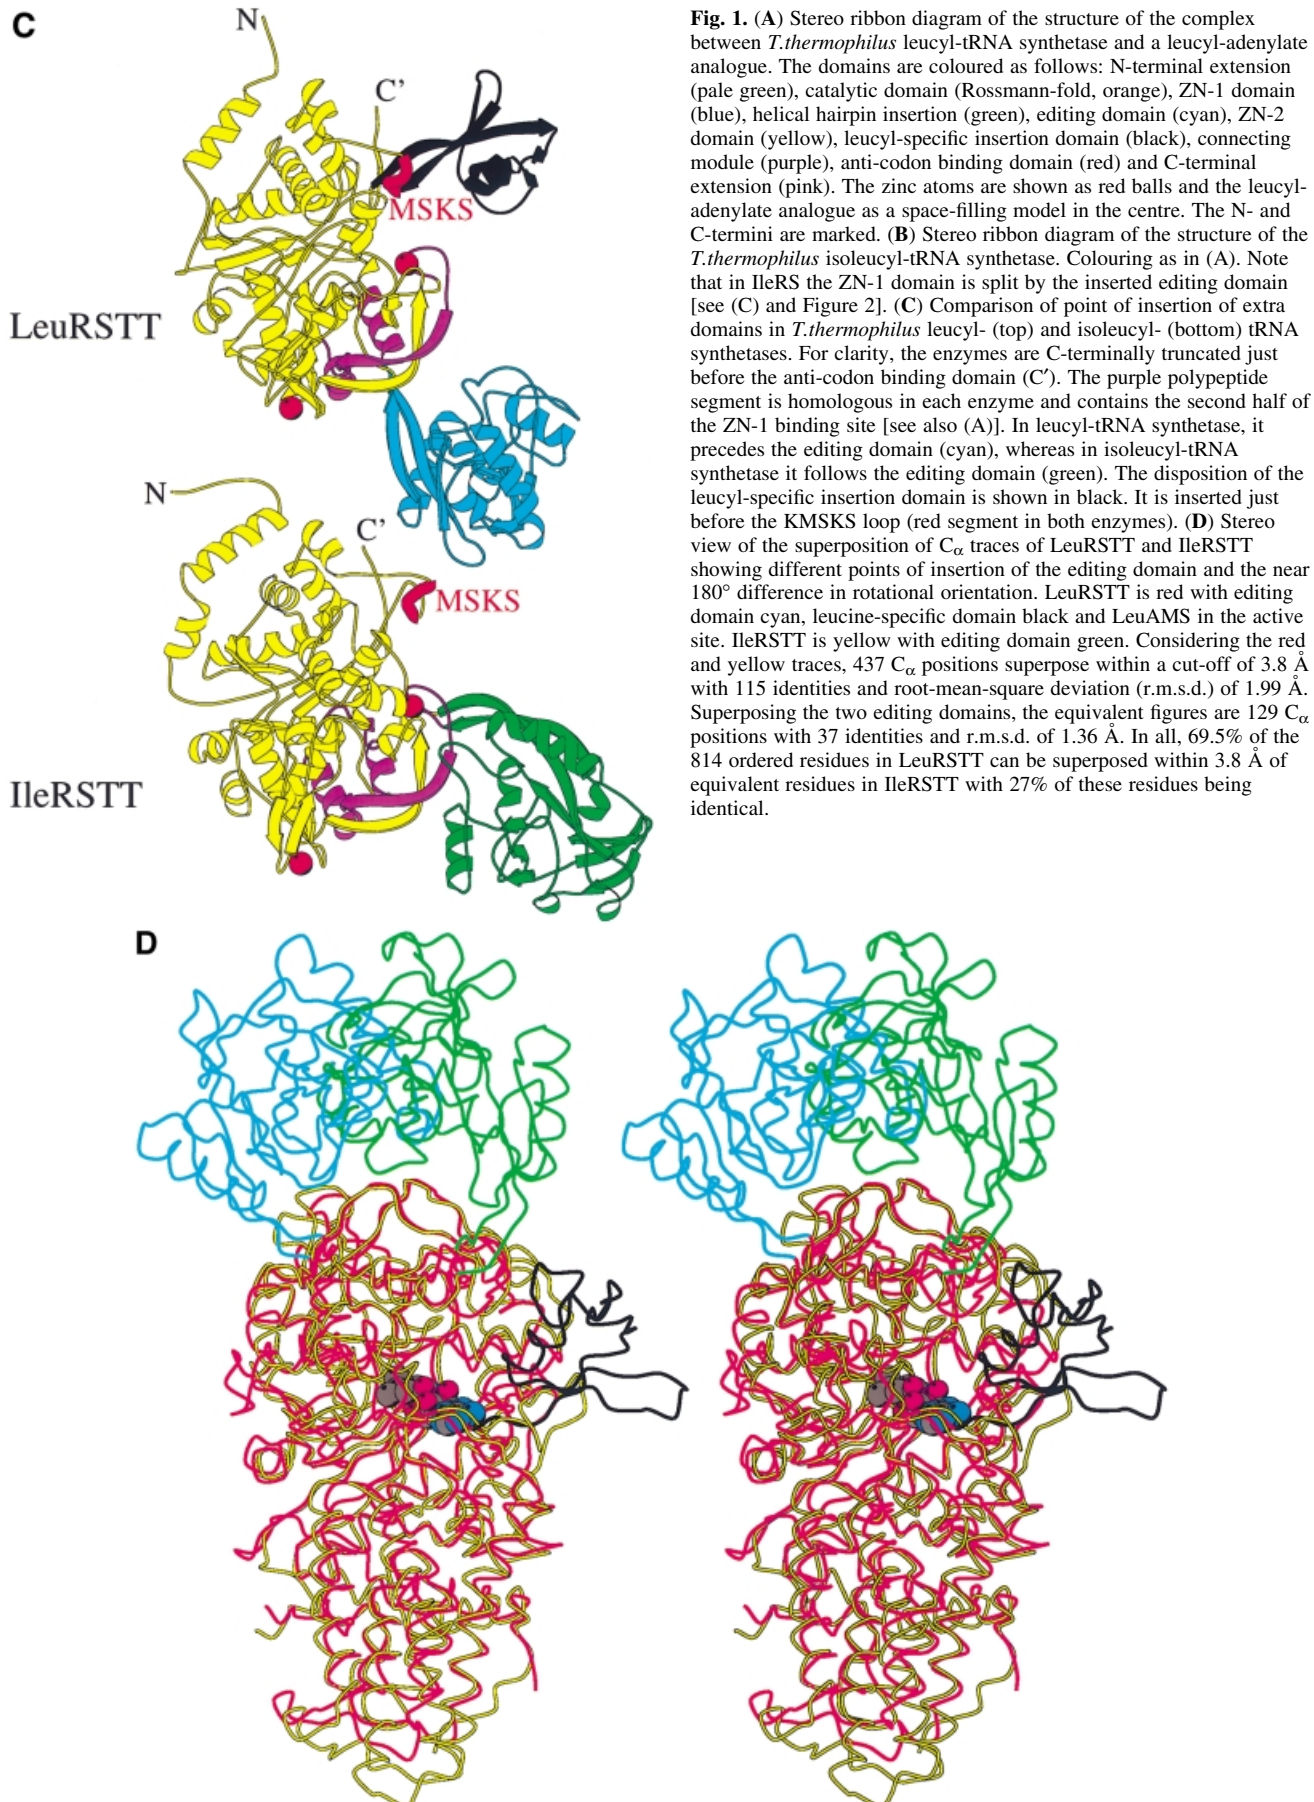 C
N
C'
MSKS
LeuRSTT
N
C'
MSKS
IleRSTT
Fig. 1. (A) Stereo ribbon diagram of the structure of the complex
between T.thermophilus leucyl-tRNA synthetase and a leucyl-adenylate
analogue. The domains are coloured as follows: N-terminal extension
(pale green), catalytic domain (Rossmann-fold, orange), ZN-1 domain
(blue), helical hairpin insertion (green), editing domain (cyan), ZN-2
domain (yellow), leucyl-specific insertion domain (black), connecting
module (purple), anti-codon binding domain (red) and C-terminal
extension (pink). The zinc atoms are shown as red balls and the leucyl-
adenylate analogue as a space-filling model in the centre. The N- and
C-termini are marked. (B) Stereo ribbon diagram of the structure of the
T.thermophilus isoleucyl-tRNA synthetase. Colouring as in (A). Note
that in IleRS the ZN-1 domain is split by the inserted editing domain
[see (C) and Figure 2]. (C) Comparison of point of insertion of extra
domains in T.thermophilus leucyl- (top) and isoleucyl- (bottom) tRNA
synthetases. For clarity, the enzymes are C-terminally truncated just
before the anti-codon binding domain (C′). The purple polypeptide
segment is homologous in each enzyme and contains the second half of
the ZN-1 binding site [see also (A)]. In leucyl-tRNA synthetase, it
precedes the editing domain (cyan), whereas in isoleucyl-tRNA
synthetase it follows the editing domain (green). The disposition of the
leucyl-specific insertion domain is shown in black. It is inserted just
before the KMSKS loop (red segment in both enzymes). (D) Stereo
view of the superposition of Cα traces of LeuRSTT and IleRSTT
showing different points of insertion of the editing domain and the near
180° difference in rotational orientation. LeuRSTT is red with editing
domain cyan, leucine-specific domain black and LeuAMS in the active
site. IleRSTT is yellow with editing domain green. Considering the red
and yellow traces, 437 Cα positions superpose within a cut-off of 3.8 Å
with 115 identities and root-mean-square deviation (r.m.s.d.) of 1.99 Å.
Superposing the two editing domains, the equivalent figures are 129 Cα
positions with 37 identities and r.m.s.d. of 1.36 Å. In all, 69.5% of the
814 ordered residues in LeuRSTT can be superposed within 3.8 Å of
equivalent residues in IleRSTT with 27% of these residues being
identical.
D